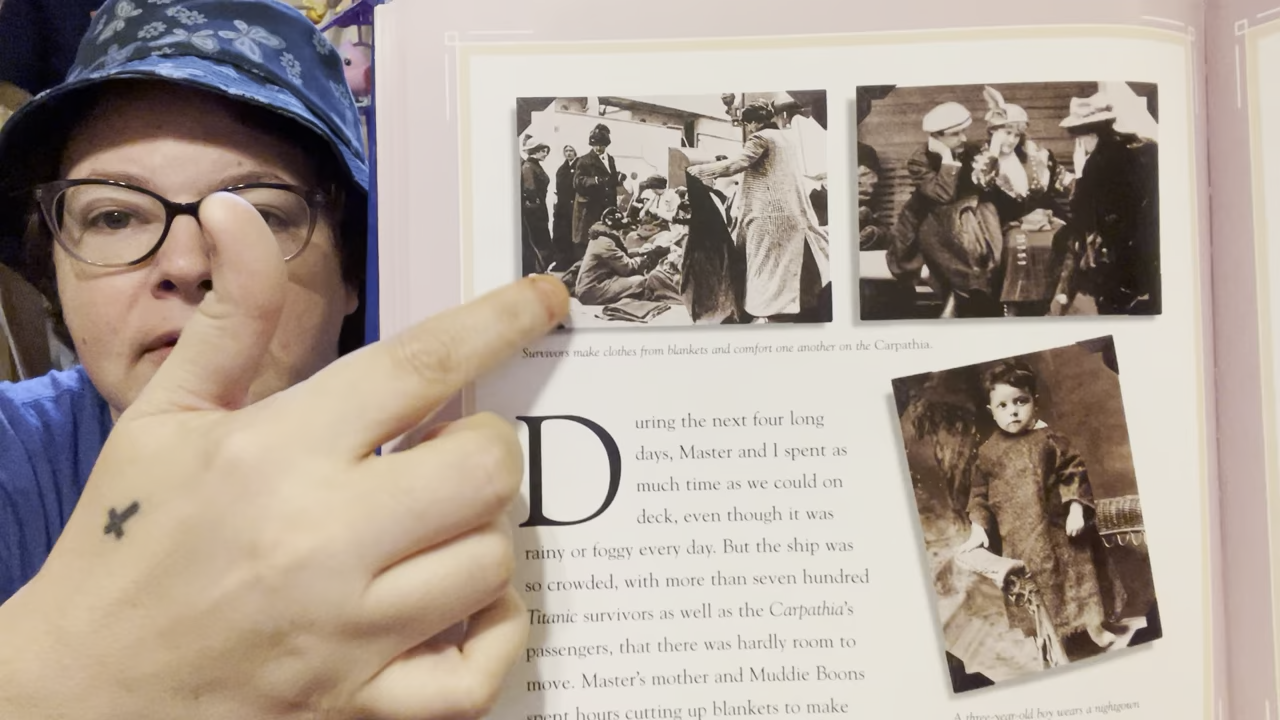 Survivors make clothes from blankets and comfort one another on the Carpathia.
During the next four long
days, Master and I spent as
much time as we could on
deck, even though it was
rainy or foggy every day. But the ship was
so crowded, with more than seven hundred
Titanic survivors as well as the Carpathia's
passengers, that there was hardly room to
move. Master's mother and Muddie Boons
spent hours cutting up blankets to make
A three-year-old boy wears a nightgown